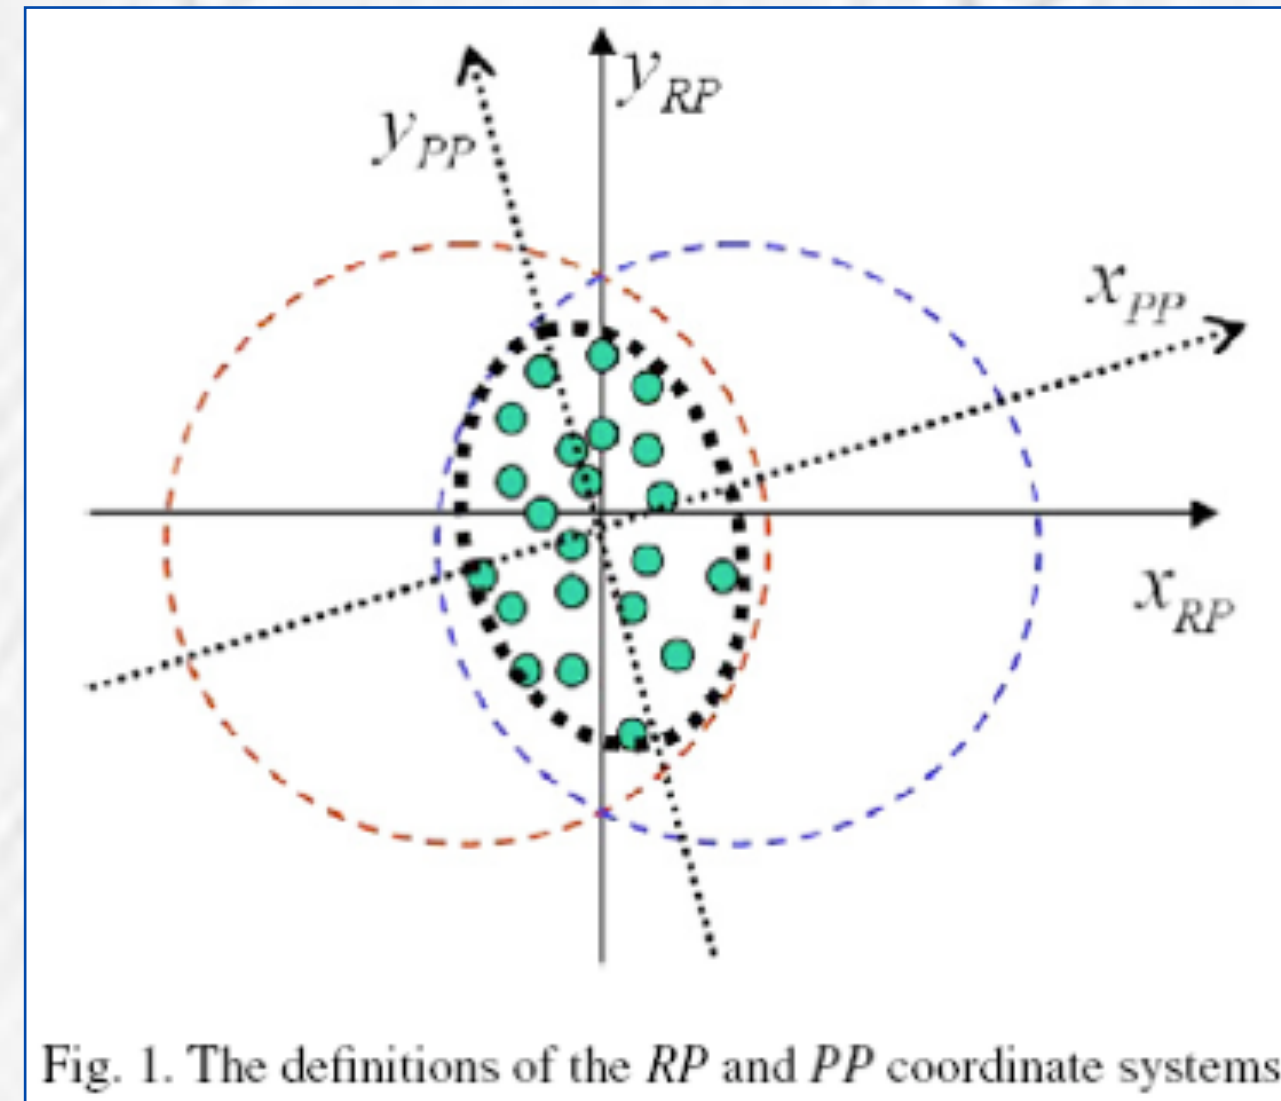 y_RP
y_PP
x_PP
x_RP
Fig. 1. The definitions of the RP and PP coordinate systems